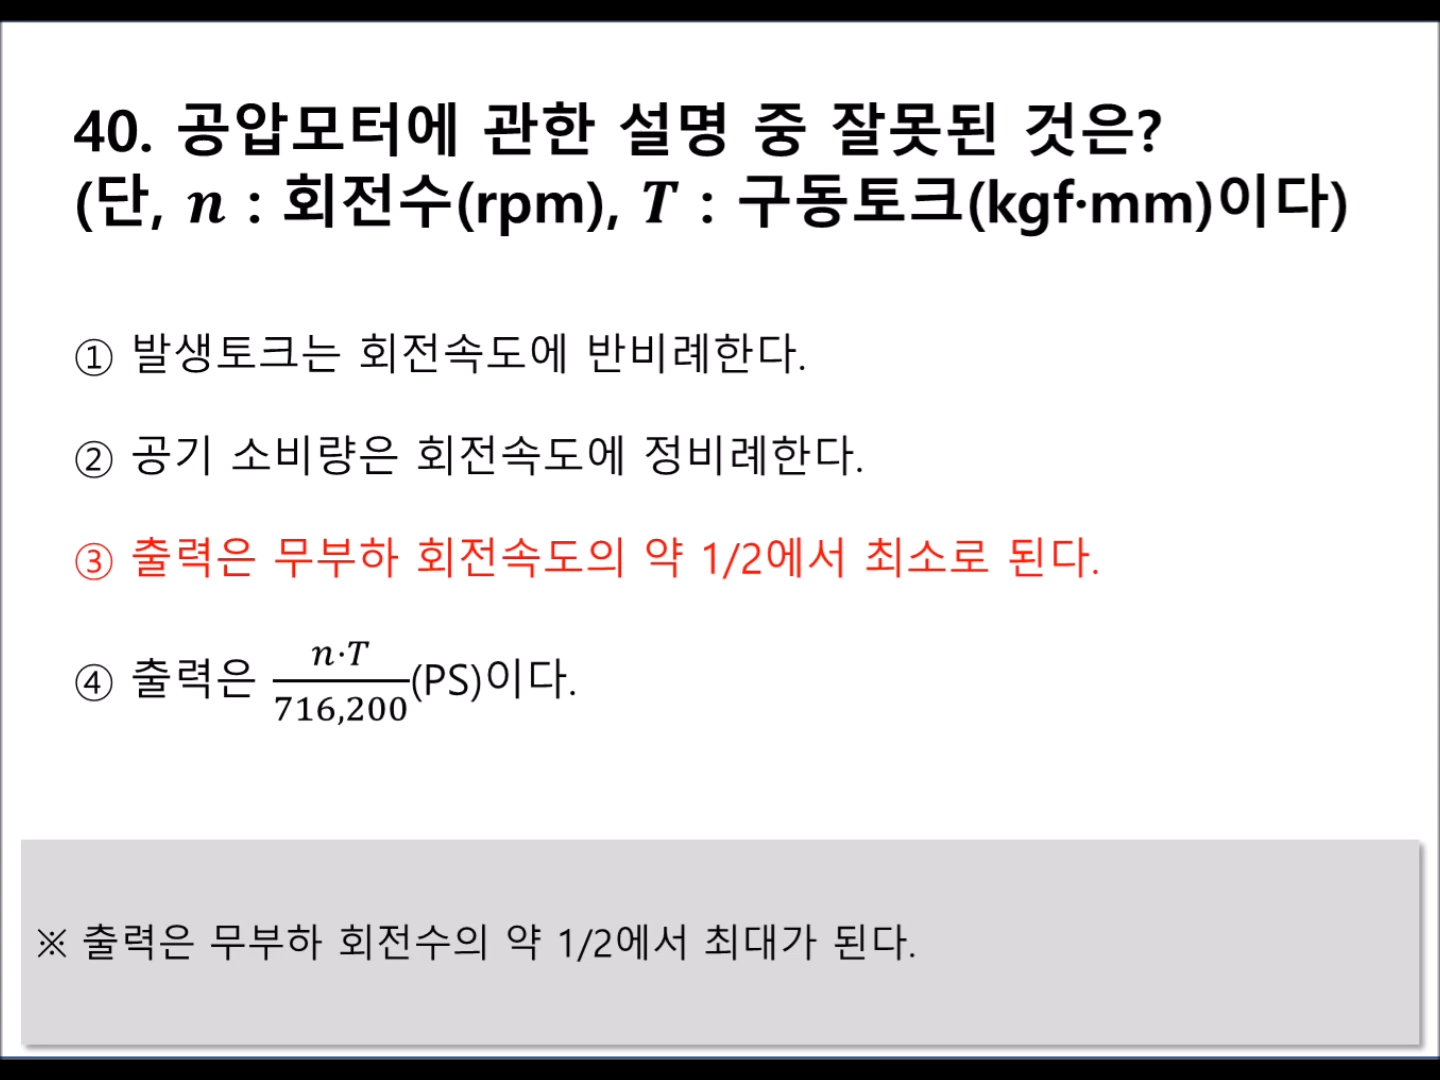 40. 공압모터에 관한 설명 중 잘못된 것은?
(단, n : 회전수(rpm), T : 구동토크(kgf·mm)이다)
① 발생토크는 회전속도에 반비례한다.
② 공기 소비량은 회전속도에 정비례한다.
③ 출력은 무부하 회전속도의 약 1/2에서 최소로 된다.
④ 출력은 n·T/716,200(PS)이다.
※ 출력은 무부하 회전수의 약 1/2에서 최대가 된다.